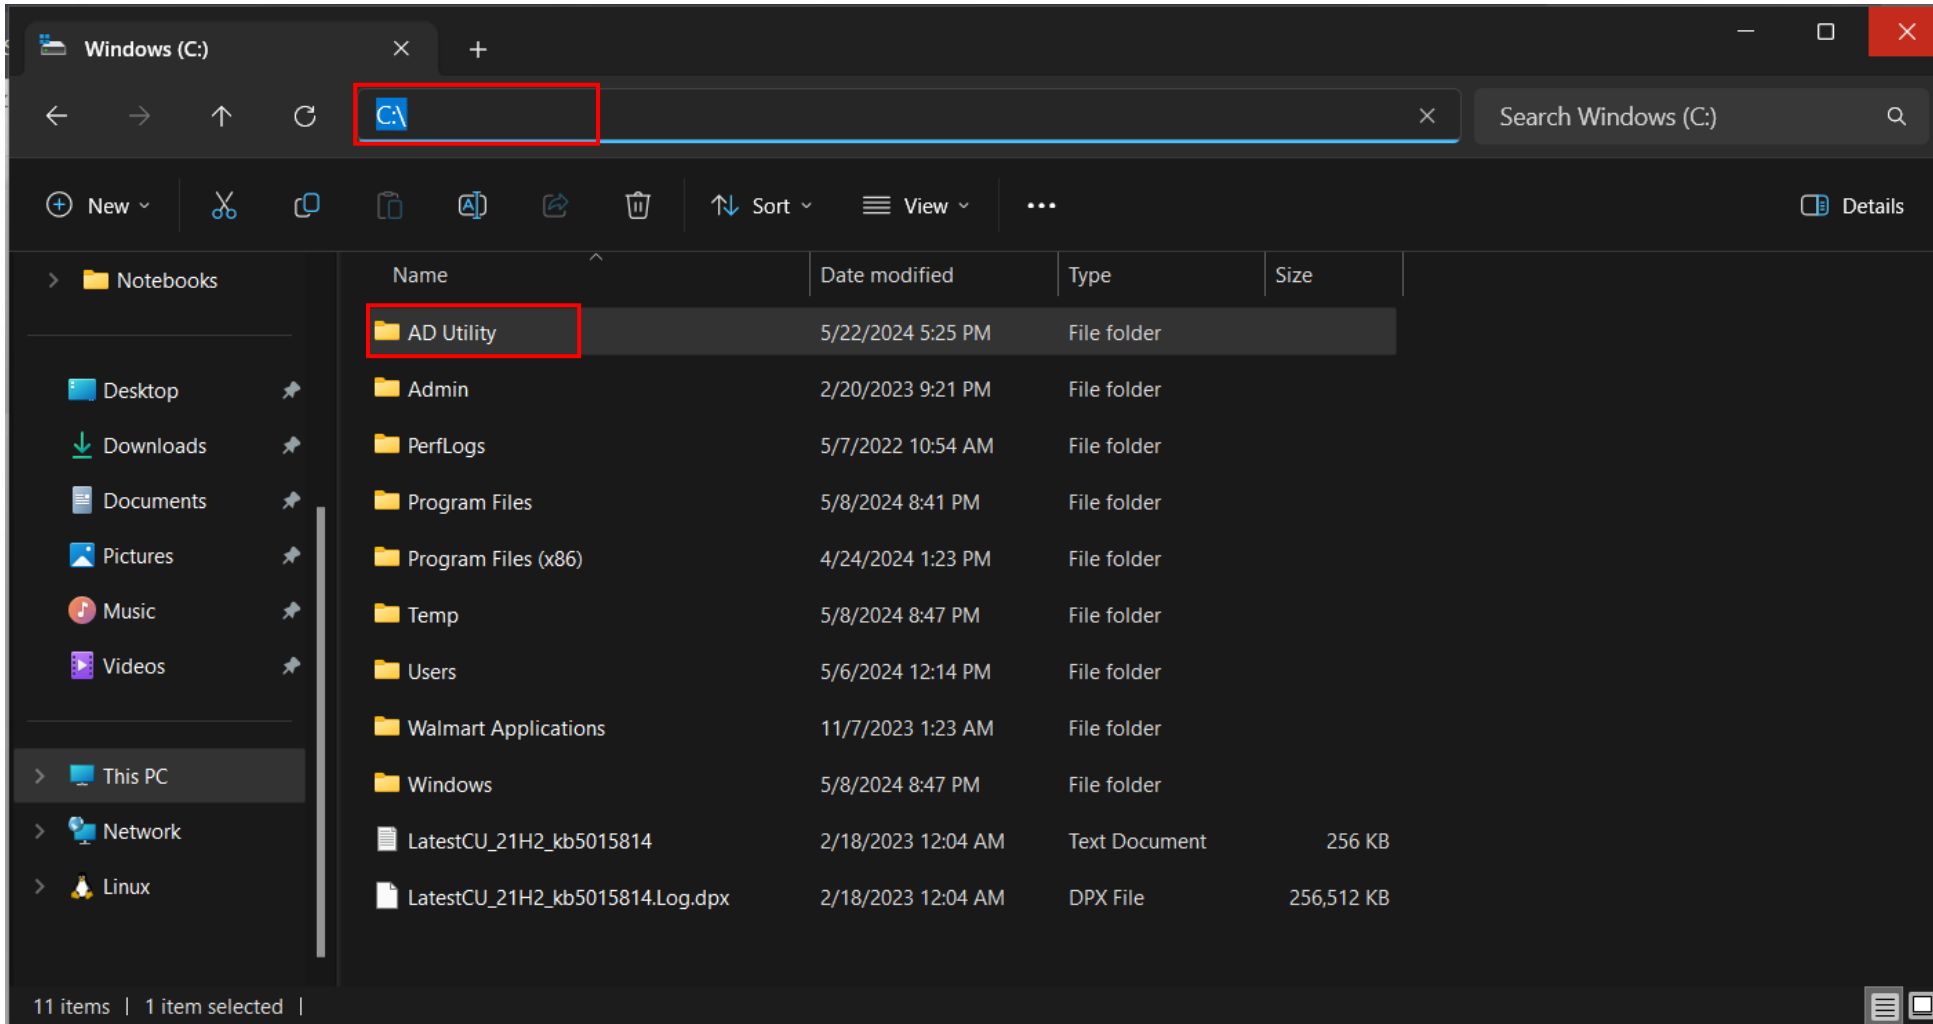 Windows (C:)
C:\
Search Windows (C:)
New
Sort
View
Details
Notebooks
Desktop
Downloads
Documents
Pictures
Music
Videos
This PC
Network
Linux
Name Date modified Type Size
AD Utility 5/22/2024 5:25 PM File folder
Admin 2/20/2023 9:21 PM File folder
PerfLogs 5/7/2022 10:54 AM File folder
Program Files 5/8/2024 8:41 PM File folder
Program Files (x86) 4/24/2024 1:23 PM File folder
Temp 5/8/2024 8:47 PM File folder
Users 5/6/2024 12:14 PM File folder
Walmart Applications 11/7/2023 1:23 AM File folder
Windows 5/8/2024 8:47 PM File folder
LatestCU_21H2_kb5015814 2/18/2023 12:04 AM Text Document 256 KB
LatestCU_21H2_kb5015814.Log.dpx 2/18/2023 12:04 AM DPX File 256,512 KB
11 items | 1 item selected |